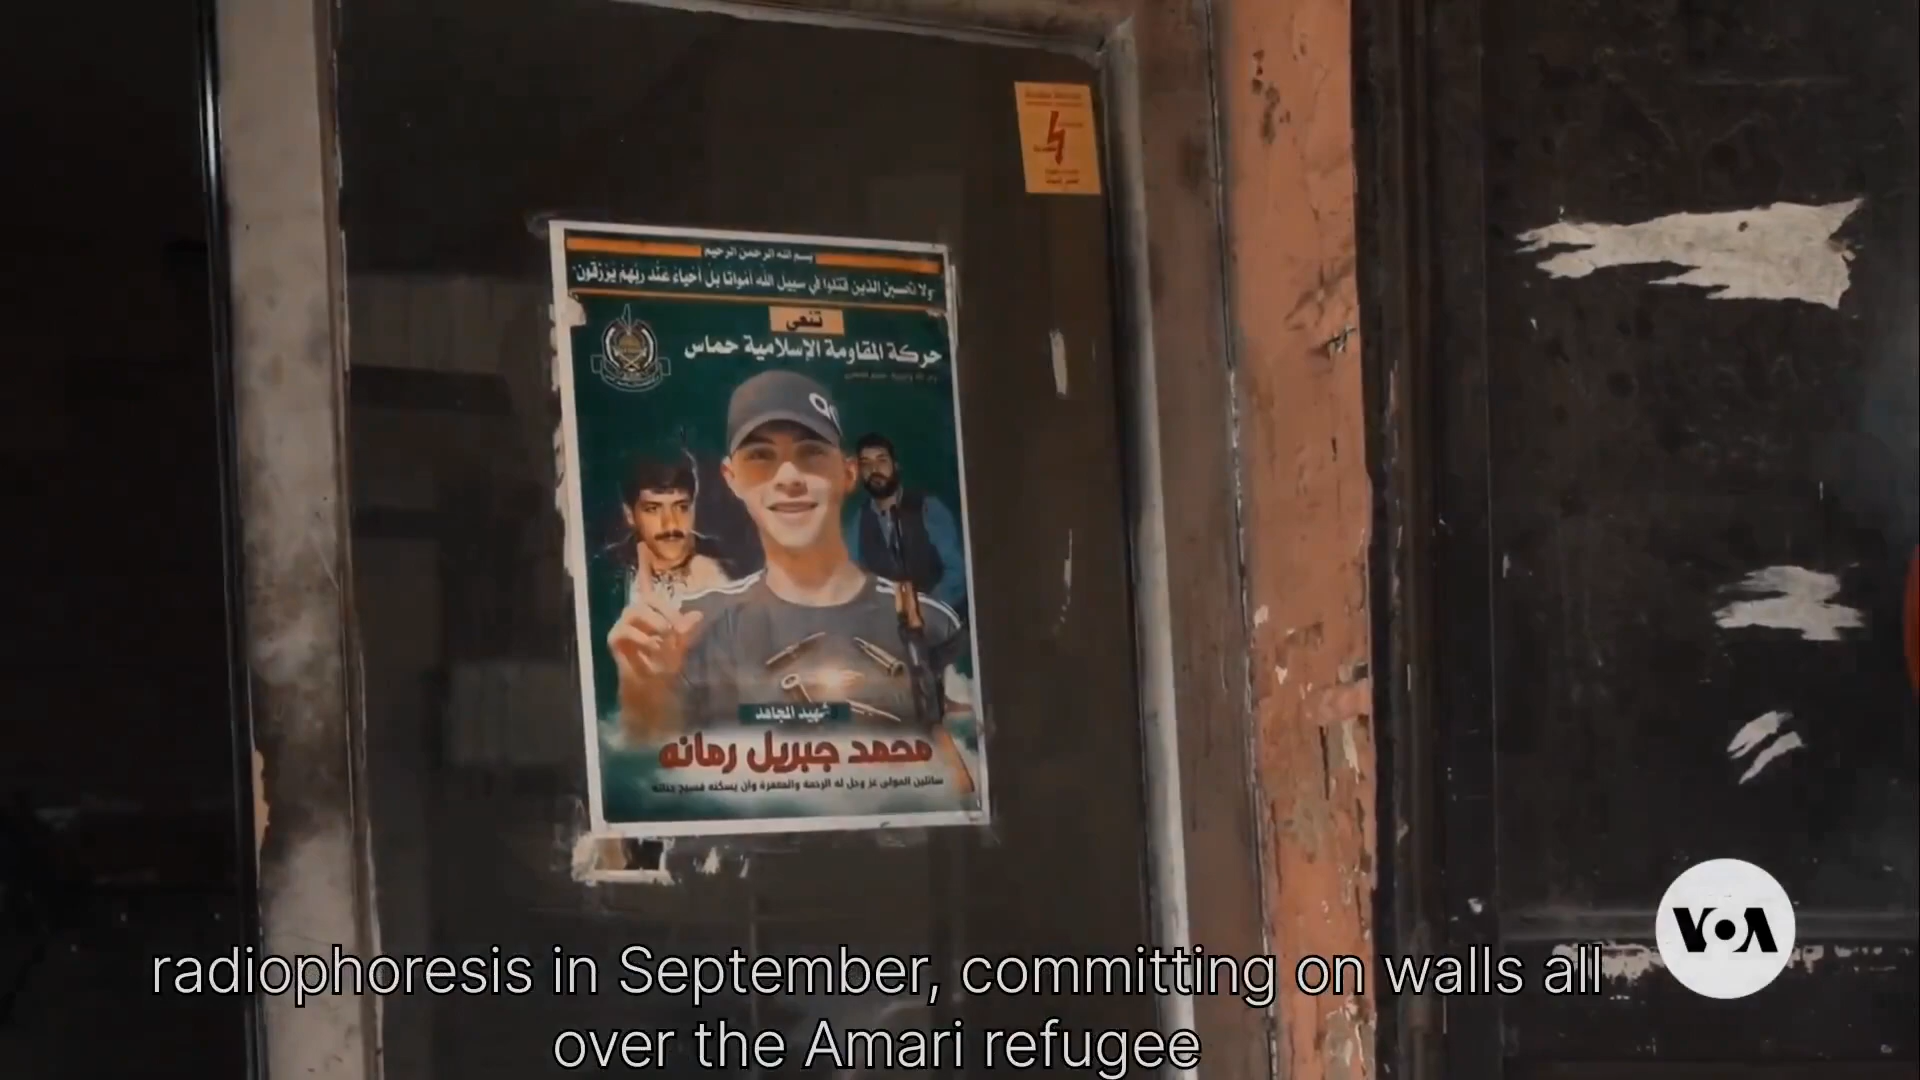 بسم الله الرحمن الرحيم
ولا تحسبن الذين قتلوا في سبيل الله أمواتا بل أحياء عند ربهم يرزقون
تنعى
حركة المقاومة الإسلامية حماس
شهيد المجاهد
محمد جبريل رمانه
سائلين المولى عز وجل له الرحمة والمغفرة وأن يسكنه فسيح جناته
VOA
radiophoresis in September, committing on walls all
over the Amari refugee